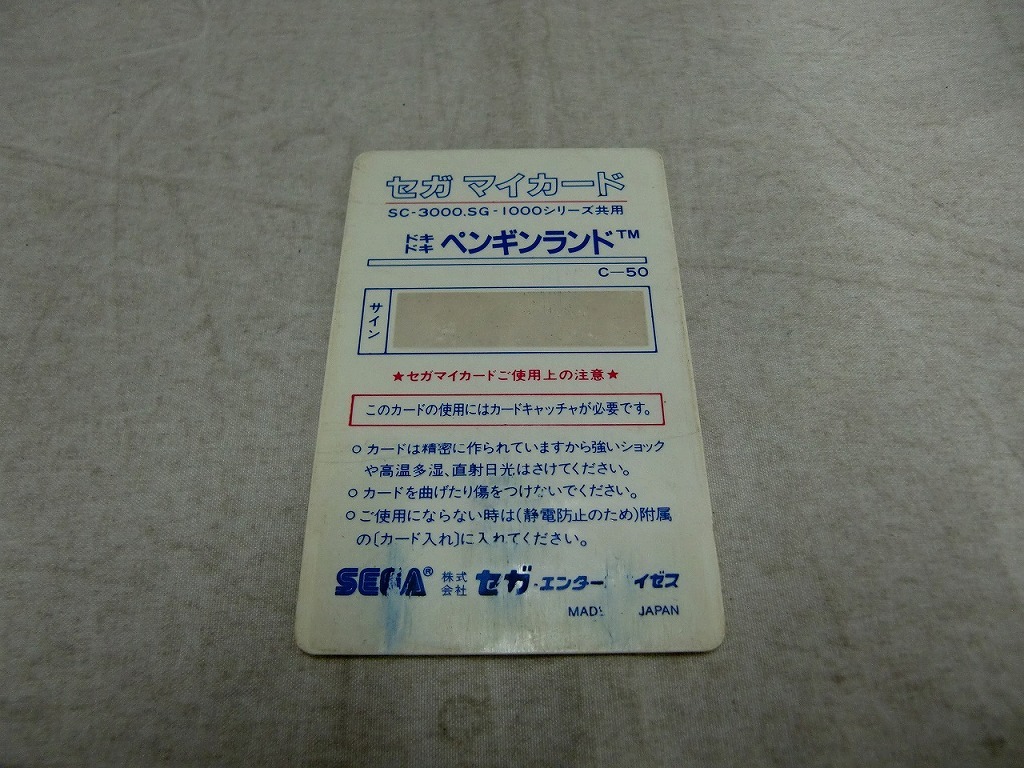 セガ マイカード
SC-3000.SG-1000シリーズ共用
ドキ
ドキ ペンギンランド™
C-50
サイン
★セガマイカードご使用上の注意★
このカードの使用にはカードキャッチャが必要です。
○カードは精密に作られていますから強いショック
や高温多湿、直射日光はさけてください。
○カードを曲げたり傷をつけないでください。
○ご使用にならない時は(静電防止のため)附属
の〔カード入れ〕に入れてください。
SEGA® 株式会社 セガ・エンター イゼス
MADE JAPAN